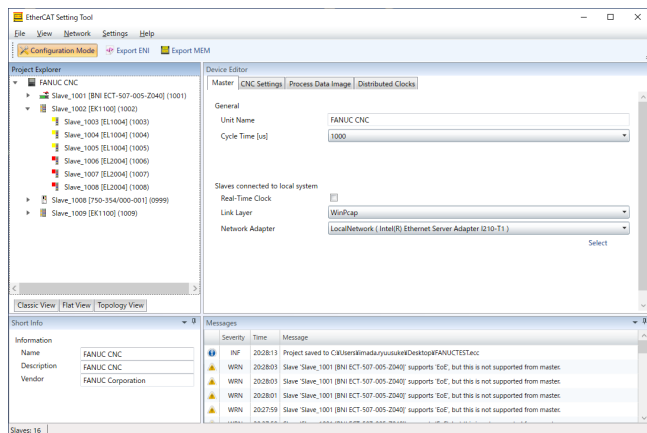 EtherCAT Setting Tool
File View Network Settings Help
Configuration Mode Export ENI Export MEM
Project Explorer
FANUC CNC
Slave_1001 [BNI ECT-507-005-Z040] (1001)
Slave_1002 [EK1100] (1002)
Slave_1003 [EL1004] (1003)
Slave_1004 [EL1004] (1004)
Slave_1005 [EL1004] (1005)
Slave_1006 [EL2004] (1006)
Slave_1007 [EL2004] (1007)
Slave_1008 [EL2004] (1008)
Slave_1008 [750-354/000-001] (0999)
Slave_1009 [EK1100] (1009)
Classic View Flat View Topology View
Device Editor
Master CNC Settings Process Data Image Distributed Clocks
General
Unit Name FANUC CNC
Cycle Time [us] 1000
Slaves connected to local system
Real-Time Clock
Link Layer WinPcap
Network Adapter LocalNetwork ( Intel(R) Ethernet Server Adapter I210-T1 )
Select
Short Info
Information
Name FANUC CNC
Description FANUC CNC
Vendor FANUC Corporation
Messages
Severity Time Message
INF 20:28:13 Project saved to C:\Users\imada.ryuusuke\Desktop\FANUCTEST.ecc
WRN 20:28:03 Slave 'Slave_1001 [BNI ECT-507-005-Z040]' supports 'EoE', but this is not supported from master.
WRN 20:28:03 Slave 'Slave_1001 [BNI ECT-507-005-Z040]' supports 'EoE', but this is not supported from master.
WRN 20:28:01 Slave 'Slave_1001 [BNI ECT-507-005-Z040]' supports 'EoE', but this is not supported from master.
WRN 20:27:59 Slave 'Slave_1001 [BNI ECT-507-005-Z040]' supports 'EoE', but this is not supported from master.
Slaves: 16